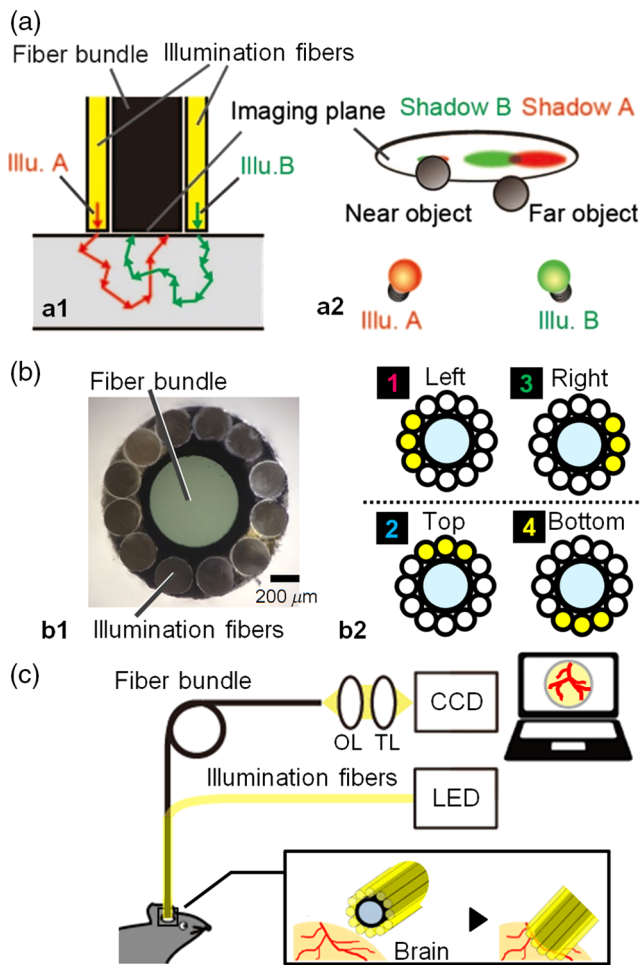 (a)
Fiber bundle Illumination fibers
Imaging plane
Illu. A
Illu.B
a1
Shadow B Shadow A
Near object
Far object
a2
Illu. A
Illu. B
(b)
Fiber bundle
200 μm
b1
Illumination fibers
1 Left
3 Right
2 Top
4 Bottom
b2
(c)
Fiber bundle
OL TL
CCD
Illumination fibers
LED
Brain